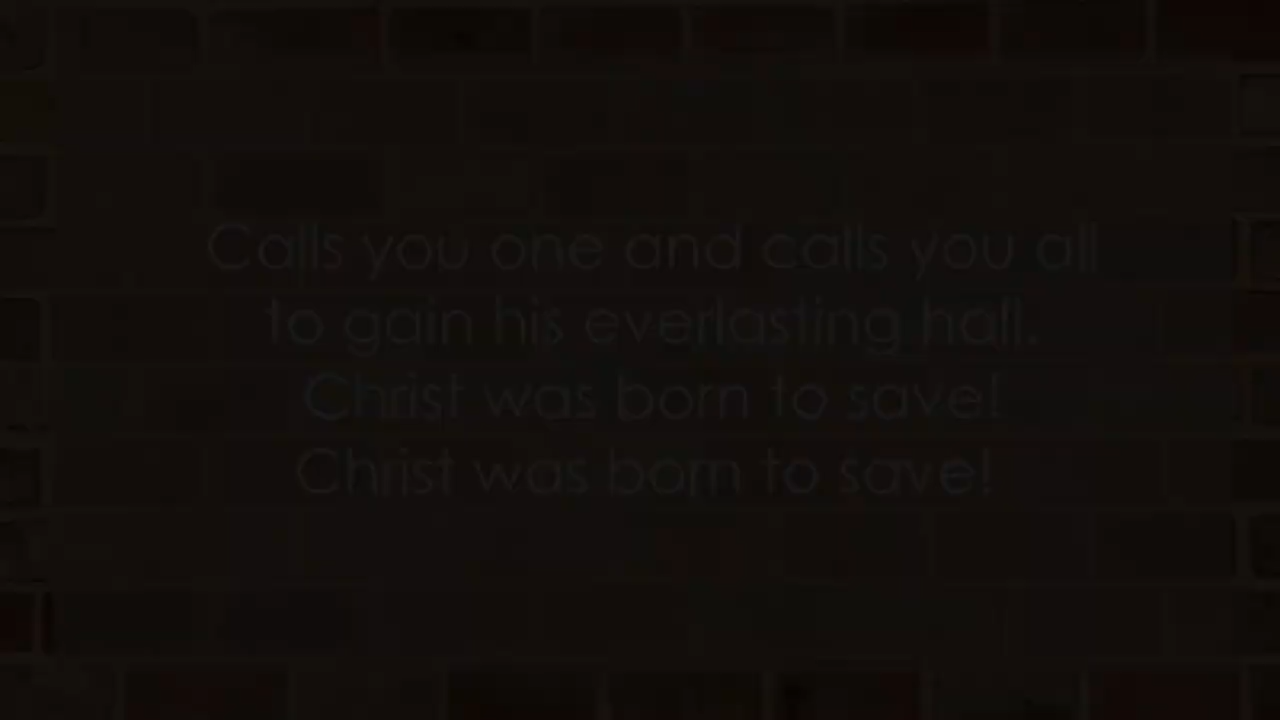 Calls you one and calls you all
to gain his everlasting hall.
Christ was born to save!
Christ was born to save!